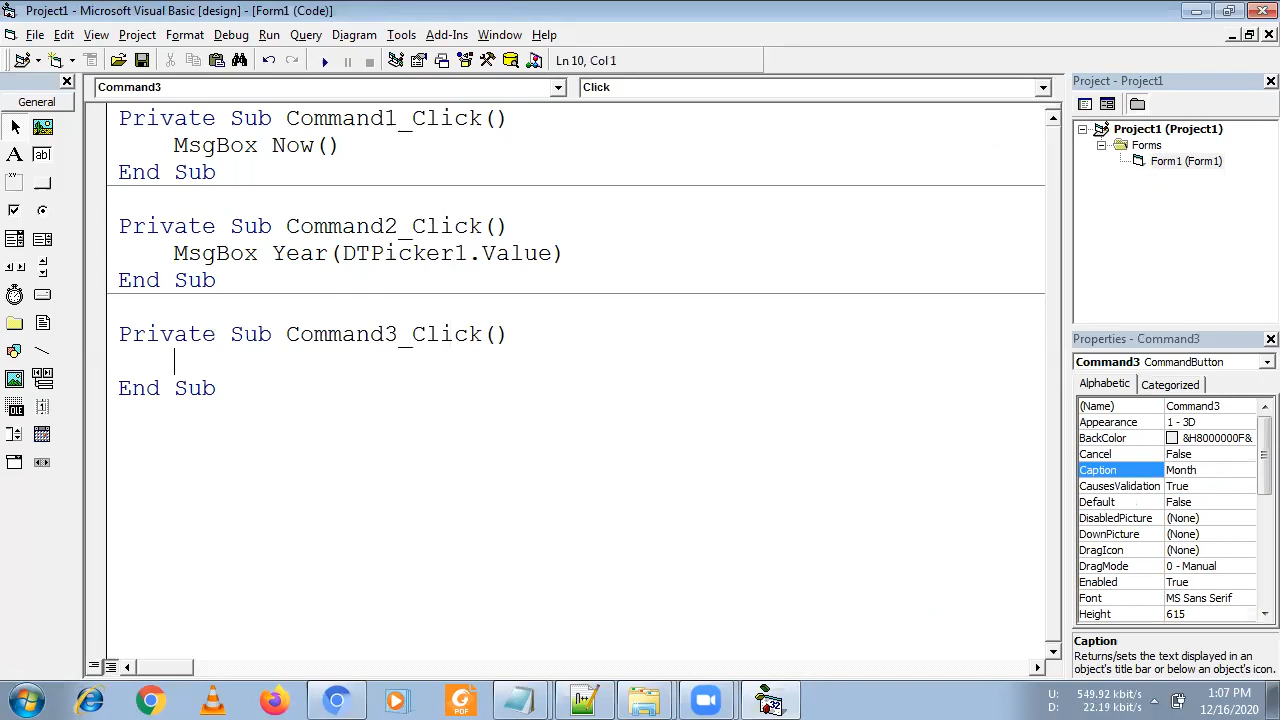 Project1 - Microsoft Visual Basic [design] - [Form1 (Code)]
File Edit View Project Format Debug Run Query Diagram Tools Add-Ins Window Help
Ln 10, Col 1
General
Command3
Click
Private Sub Command1_Click()
MsgBox Now()
End Sub
Private Sub Command2_Click()
MsgBox Year(DTPicker1.Value)
End Sub
Private Sub Command3_Click()
End Sub
Project - Project1
Project1 (Project1)
Forms
Form1 (Form1)
Properties - Command3
Command3 CommandButton
Alphabetic Categorized
(Name) Command3
Appearance 1 - 3D
BackColor &H8000000F&
Cancel False
Caption Month
CausesValidation True
Default False
DisabledPicture (None)
DownPicture (None)
DragIcon (None)
DragMode 0 - Manual
Enabled True
Font MS Sans Serif
Height 615
Caption
Returns/sets the text displayed in an
object's title bar or below an object's icon.
U: 549.92 kbit/s
D: 22.19 kbit/s
1:07 PM
12/16/2020